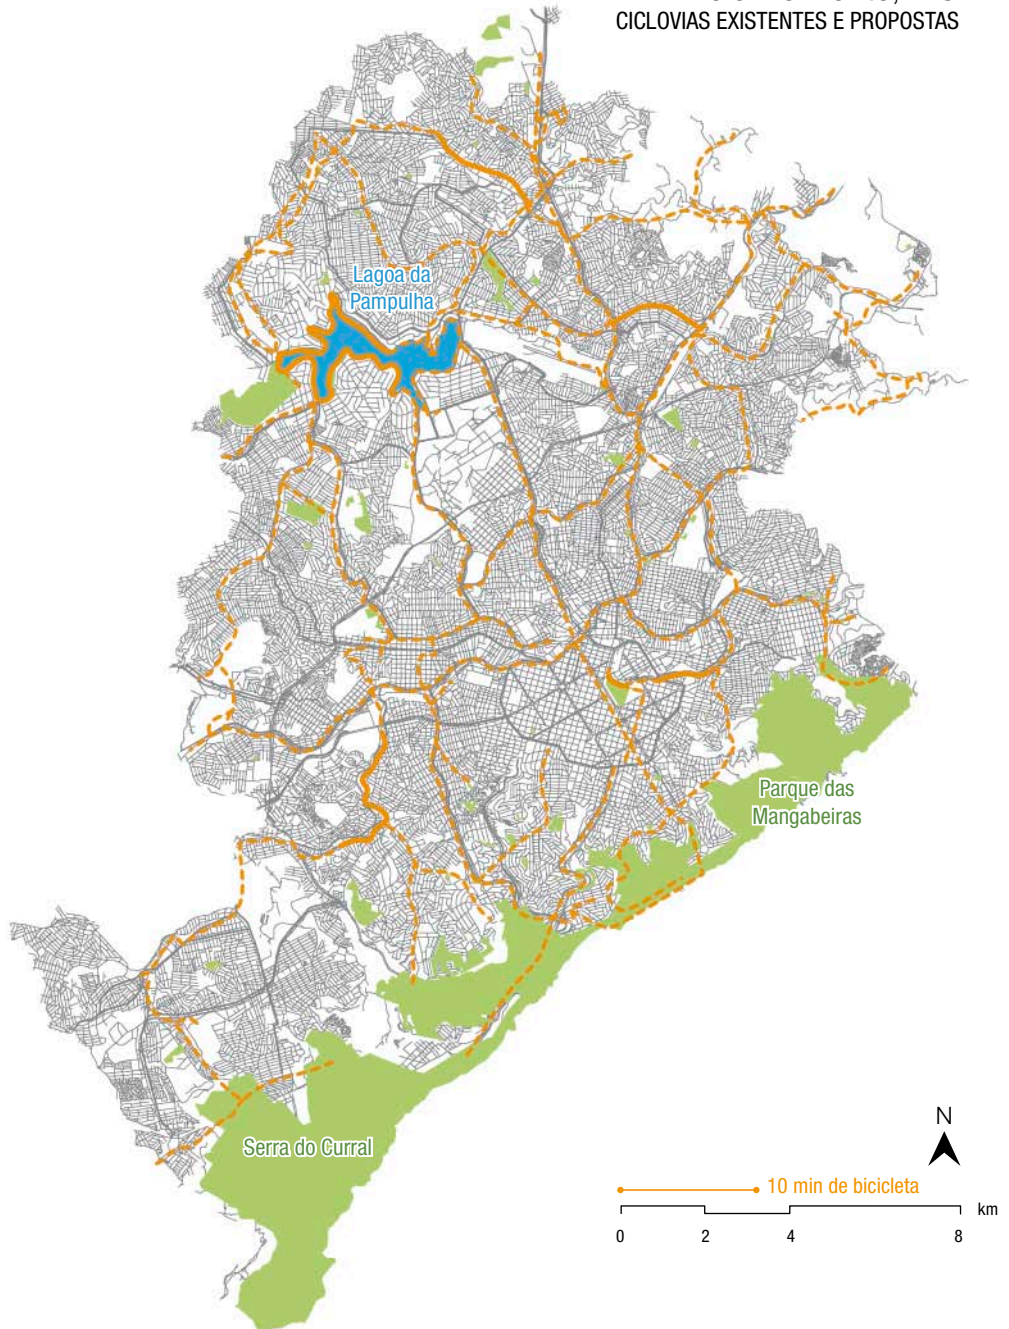 CICLOVIAS EXISTENTES E PROPOSTAS
Lagoa da
Pampulha
Parque das
Mangabeiras
Serra do Curral
N
10 min de bicicleta
km
0 2 4 8